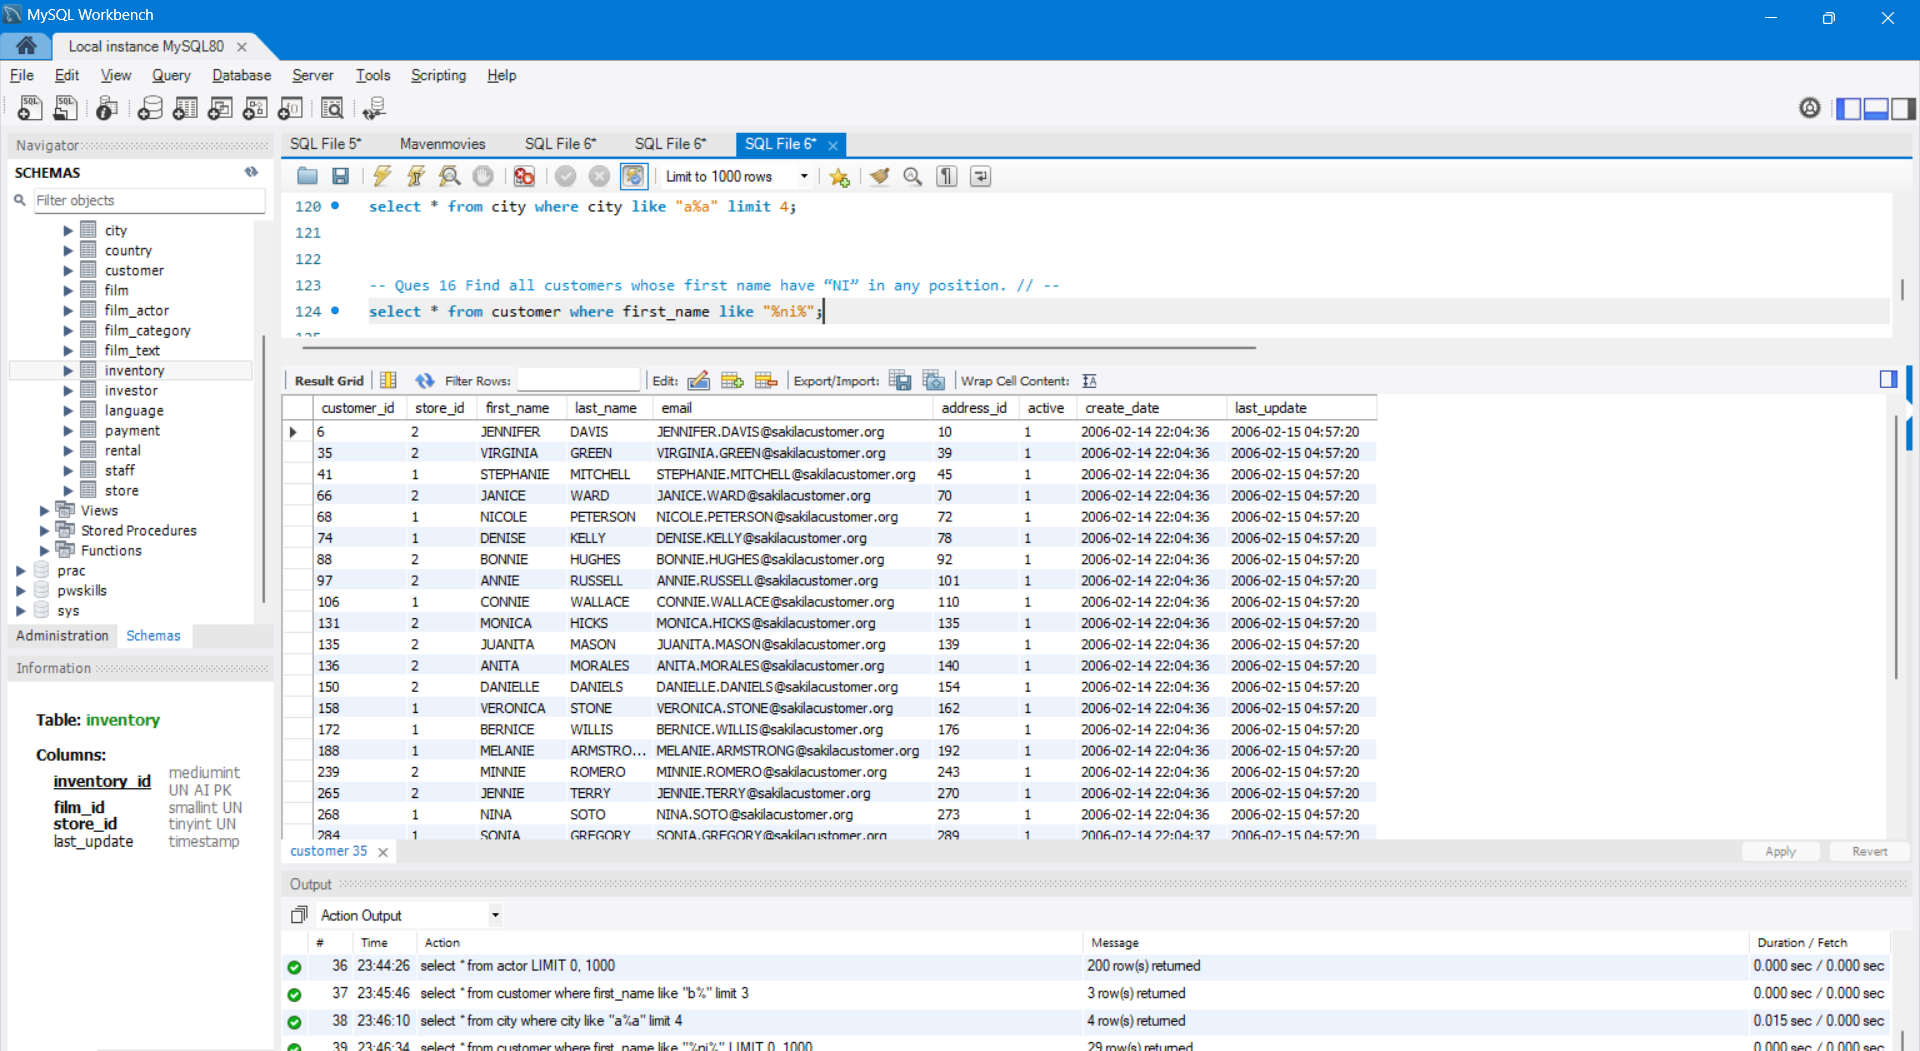 MySQL Workbench
Local instance MySQL80
File Edit View Query Database Server Tools Scripting Help
Navigator
SCHEMAS
Filter objects
city
country
customer
film
film_actor
film_category
film_text
inventory
investor
language
payment
rental
staff
store
Views
Stored Procedures
Functions
prac
pwskills
sys
Administration Schemas
Information
Table: inventory
Columns:
inventory_id mediumint UN AI PK
film_id smallint UN
store_id tinyint UN
last_update timestamp
SQL File 5* Mavenmovies SQL File 6* SQL File 6* SQL File 6*
Limit to 1000 rows
120 select * from city where city like "a%a" limit 4;
121
122
123 -- Ques 16 Find all customers whose first name have “NI” in any position. // --
124 select * from customer where first_name like "%ni%";
125
Result Grid Filter Rows: Edit: Export/Import: Wrap Cell Content:
customer_id store_id first_name last_name email address_id active create_date last_update
6 2 JENNIFER DAVIS JENNIFER.DAVIS@sakilacustomer.org 10 1 2006-02-14 22:04:36 2006-02-15 04:57:20
35 2 VIRGINIA GREEN VIRGINIA.GREEN@sakilacustomer.org 39 1 2006-02-14 22:04:36 2006-02-15 04:57:20
41 1 STEPHANIE MITCHELL STEPHANIE.MITCHELL@sakilacustomer.org 45 1 2006-02-14 22:04:36 2006-02-15 04:57:20
66 2 JANICE WARD JANICE.WARD@sakilacustomer.org 70 1 2006-02-14 22:04:36 2006-02-15 04:57:20
68 1 NICOLE PETERSON NICOLE.PETERSON@sakilacustomer.org 72 1 2006-02-14 22:04:36 2006-02-15 04:57:20
74 1 DENISE KELLY DENISE.KELLY@sakilacustomer.org 78 1 2006-02-14 22:04:36 2006-02-15 04:57:20
88 2 BONNIE HUGHES BONNIE.HUGHES@sakilacustomer.org 92 1 2006-02-14 22:04:36 2006-02-15 04:57:20
97 2 ANNIE RUSSELL ANNIE.RUSSELL@sakilacustomer.org 101 1 2006-02-14 22:04:36 2006-02-15 04:57:20
106 1 CONNIE WALLACE CONNIE.WALLACE@sakilacustomer.org 110 1 2006-02-14 22:04:36 2006-02-15 04:57:20
131 2 MONICA HICKS MONICA.HICKS@sakilacustomer.org 135 1 2006-02-14 22:04:36 2006-02-15 04:57:20
135 2 JUANITA MASON JUANITA.MASON@sakilacustomer.org 139 1 2006-02-14 22:04:36 2006-02-15 04:57:20
136 2 ANITA MORALES ANITA.MORALES@sakilacustomer.org 140 1 2006-02-14 22:04:36 2006-02-15 04:57:20
150 2 DANIELLE DANIELS DANIELLE.DANIELS@sakilacustomer.org 154 1 2006-02-14 22:04:36 2006-02-15 04:57:20
158 1 VERONICA STONE VERONICA.STONE@sakilacustomer.org 162 1 2006-02-14 22:04:36 2006-02-15 04:57:20
172 1 BERNICE WILLIS BERNICE.WILLIS@sakilacustomer.org 176 1 2006-02-14 22:04:36 2006-02-15 04:57:20
188 1 MELANIE ARMSTRO... MELANIE.ARMSTRONG@sakilacustomer.org 192 1 2006-02-14 22:04:36 2006-02-15 04:57:20
239 2 MINNIE ROMERO MINNIE.ROMERO@sakilacustomer.org 243 1 2006-02-14 22:04:36 2006-02-15 04:57:20
265 2 JENNIE TERRY JENNIE.TERRY@sakilacustomer.org 270 1 2006-02-14 22:04:36 2006-02-15 04:57:20
268 1 NINA SOTO NINA.SOTO@sakilacustomer.org 273 1 2006-02-14 22:04:36 2006-02-15 04:57:20
284 1 SONIA GREGORY SONIA.GREGORY@sakilacustomer.org 289 1 2006-02-14 22:04:37 2006-02-15 04:57:20
customer 35 Apply Revert
Output
Action Output
# Time Action Message Duration / Fetch
36 23:44:26 select * from actor LIMIT 0, 1000 200 row(s) returned 0.000 sec / 0.000 sec
37 23:45:46 select * from customer where first_name like "b%" limit 3 3 row(s) returned 0.000 sec / 0.000 sec
38 23:46:10 select * from city where city like "a%a" limit 4 4 row(s) returned 0.015 sec / 0.000 sec
39 23:46:34 select * from customer where first_name like "%ni%" LIMIT 0, 1000 29 row(s) returned 0.000 sec / 0.000 sec